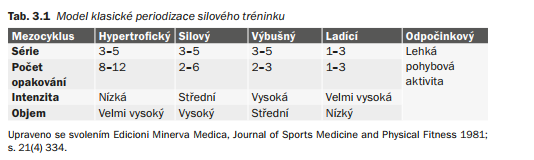 Tab. 3.1 Model klasické periodizace silového tréninku
Mezocyklus Hypertrofický Silový Výbušný Ladící Odpočinkový
Série 3–5 3–5 3–5 1–3 Lehká
Počet 8–12 2–6 2–3 1–3 pohybová
opakování aktivita
Intenzita Nízká Střední Vysoká Velmi vysoká
Objem Velmi vysoký Vysoký Střední Nízký
Upraveno se svolením Edicioni Minerva Medica, Journal of Sports Medicine and Physical Fitness 1981;
s. 21(4) 334.